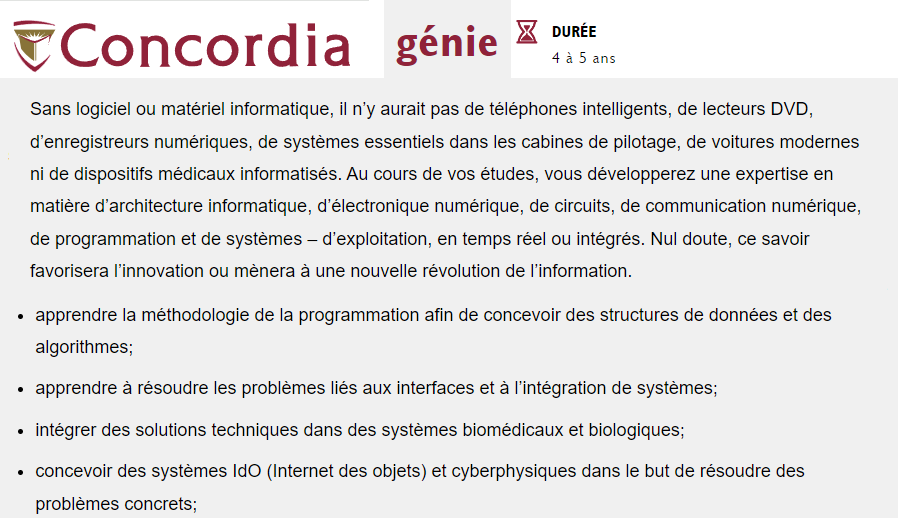 Concordia
génie
DURÉE
4 à 5 ans
Sans logiciel ou matériel informatique, il n’y aurait pas de téléphones intelligents, de lecteurs DVD,
d’enregistreurs numériques, de systèmes essentiels dans les cabines de pilotage, de voitures modernes
ni de dispositifs médicaux informatisés. Au cours de vos études, vous développerez une expertise en
matière d’architecture informatique, d’électronique numérique, de circuits, de communication numérique,
de programmation et de systèmes – d’exploitation, en temps réel ou intégrés. Nul doute, ce savoir
favorisera l’innovation ou mènera à une nouvelle révolution de l’information.
• apprendre la méthodologie de la programmation afin de concevoir des structures de données et des
algorithmes;
• apprendre à résoudre les problèmes liés aux interfaces et à l’intégration de systèmes;
• intégrer des solutions techniques dans des systèmes biomédicaux et biologiques;
• concevoir des systèmes IdO (Internet des objets) et cyberphysiques dans le but de résoudre des
problèmes concrets;